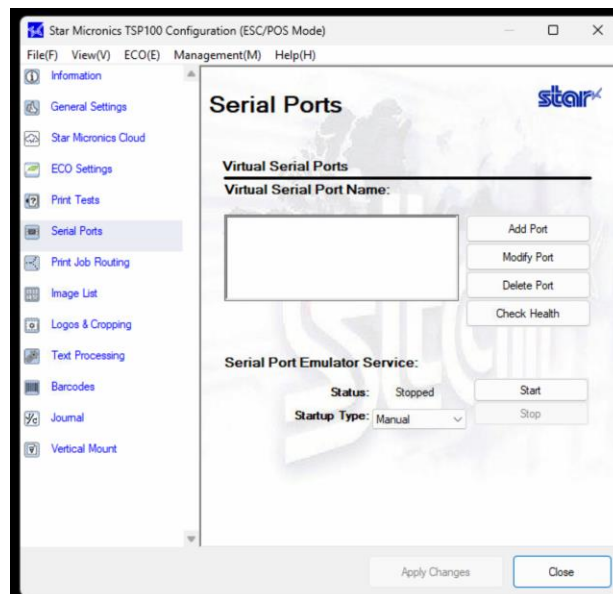 Star Micronics TSP100 Configuration (ESC/POS Mode)
File(F) View(V) ECO(E) Management(M) Help(H)
Information
General Settings
Star Micronics Cloud
ECO Settings
Print Tests
Serial Ports
Print Job Routing
Image List
Logos & Cropping
Text Processing
Barcodes
Journal
Vertical Mount
Serial Ports
star
Virtual Serial Ports
Virtual Serial Port Name:
Add Port
Modify Port
Delete Port
Check Health
Serial Port Emulator Service:
Status: Stopped
Start
Startup Type: Manual
Stop
Apply Changes
Close